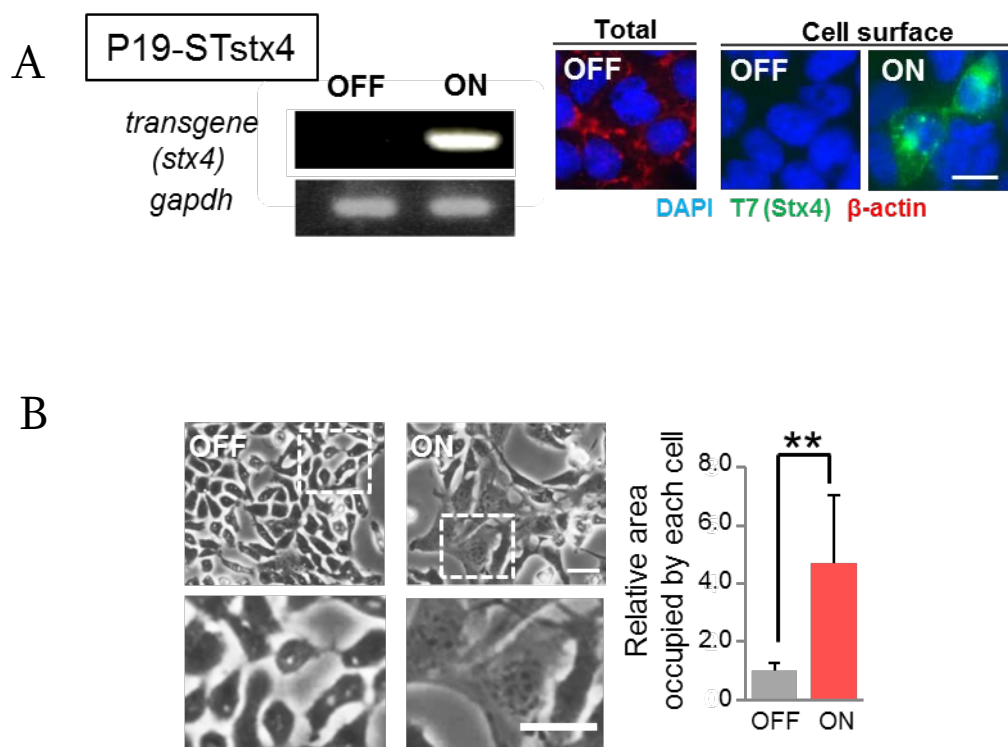 A
P19-STstx4
OFF ON
transgene
(stx4)
gapdh
Total
Cell surface
OFF
OFF
ON
DAPI T7 (Stx4) β-actin
B
OFF
ON
Relative area
occupied by each cell
**
8.0
6.0
4.0
2.0
0
OFF ON